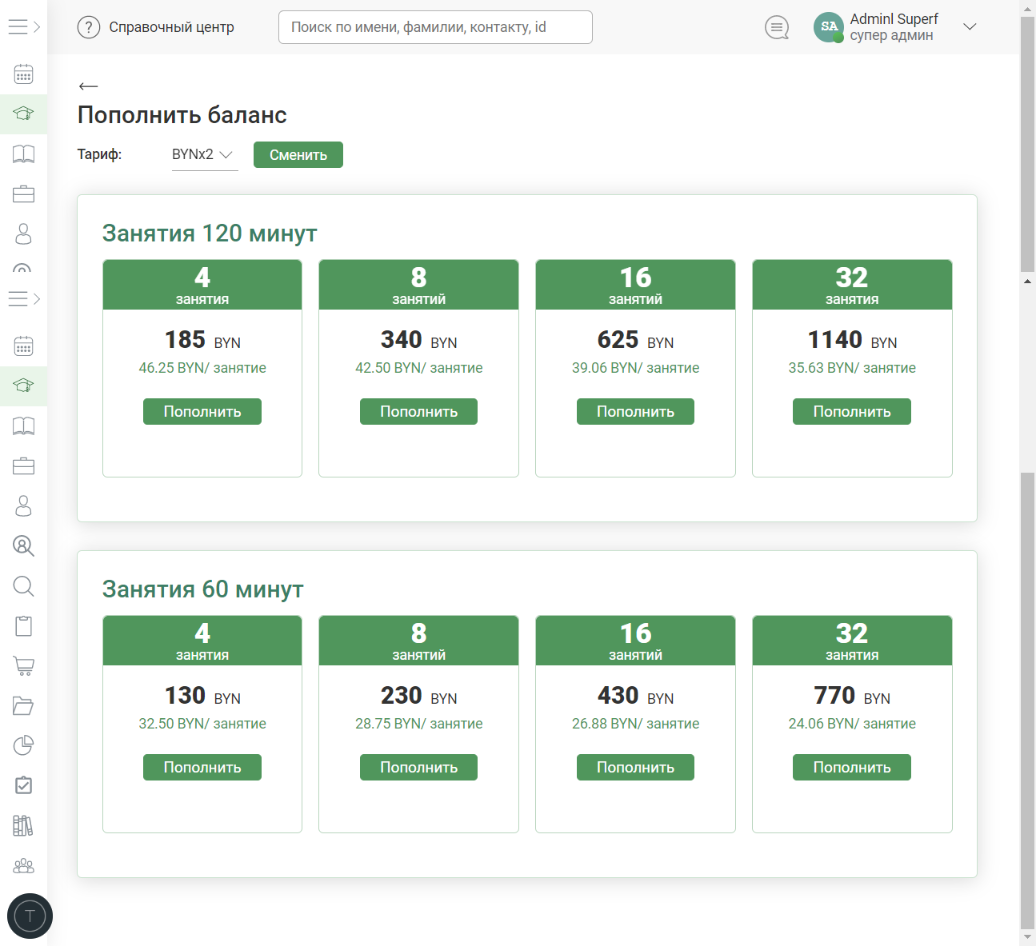 ? Справочный центр
Поиск по имени, фамилии, контакту, id
SA
Adminl Superf
супер админ
Пополнить баланс
Тариф: BYNx2 Сменить
Занятия 120 минут
4 8 16 32
занятия занятий занятий занятия
185 BYN 340 BYN 625 BYN 1140 BYN
46.25 BYN/ занятие 42.50 BYN/ занятие 39.06 BYN/ занятие 35.63 BYN/ занятие
Пополнить Пополнить Пополнить Пополнить
Занятия 60 минут
4 8 16 32
занятия занятий занятий занятия
130 BYN 230 BYN 430 BYN 770 BYN
32.50 BYN/ занятие 28.75 BYN/ занятие 26.88 BYN/ занятие 24.06 BYN/ занятие
Пополнить Пополнить Пополнить Пополнить
T